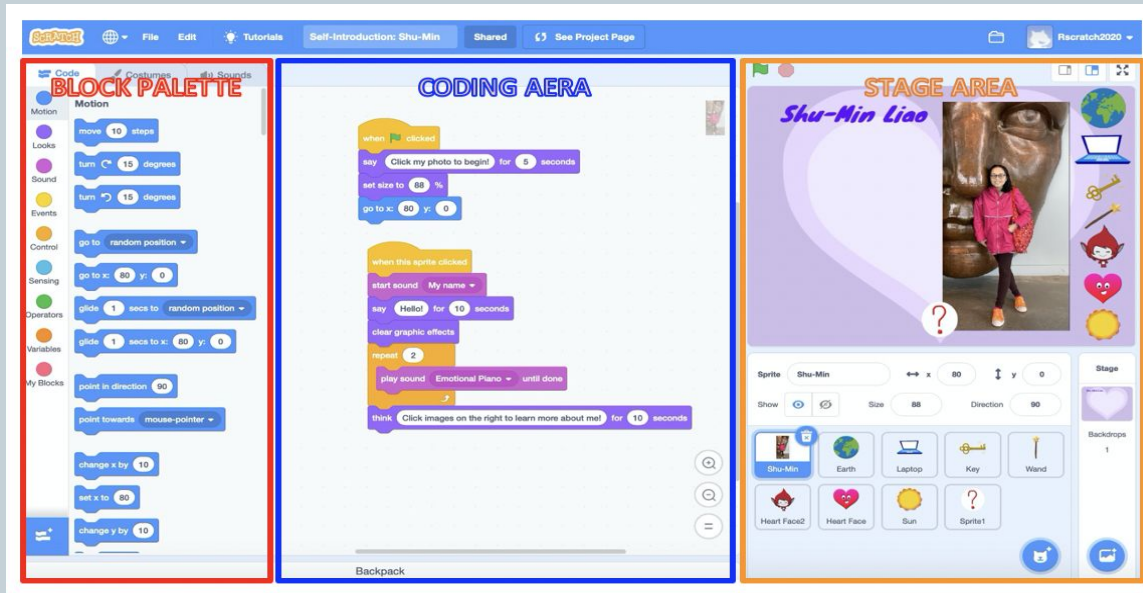 SCRATCH
File Edit Tutorials Self-Introduction: Shu-Min Shared See Project Page Rscratch2020
Code Costumes Sounds
BLOCK PALETTE
Motion
Looks
Sound
Events
Control
Sensing
Operators
Variables
My Blocks
Motion
move 10 steps
turn 15 degrees
turn 15 degrees
go to random position
go to x: 80 y: 0
glide 1 secs to random position
glide 1 secs to x: 80 y: 0
point in direction 90
point towards mouse-pointer
change x by 10
set x to 80
change y by 10
CODING AERA
when clicked
say Click my photo to begin! for 5 seconds
set size to 88 %
go to x: 80 y: 0
when this sprite clicked
start sound My name
say Hello! for 10 seconds
clear graphic effects
repeat 2
play sound Emotional Piano until done
think Click images on the right to learn more about me! for 10 seconds
=
Backpack
STAGE AREA
Shu-Min Liao
?
Sprite Shu-Min x 80 y 0
Show Size 88 Direction 90
Shu-Min Earth Laptop Key Wand
?
Heart Face2 Heart Face Sun Sprite1
Stage
Backdrops
1